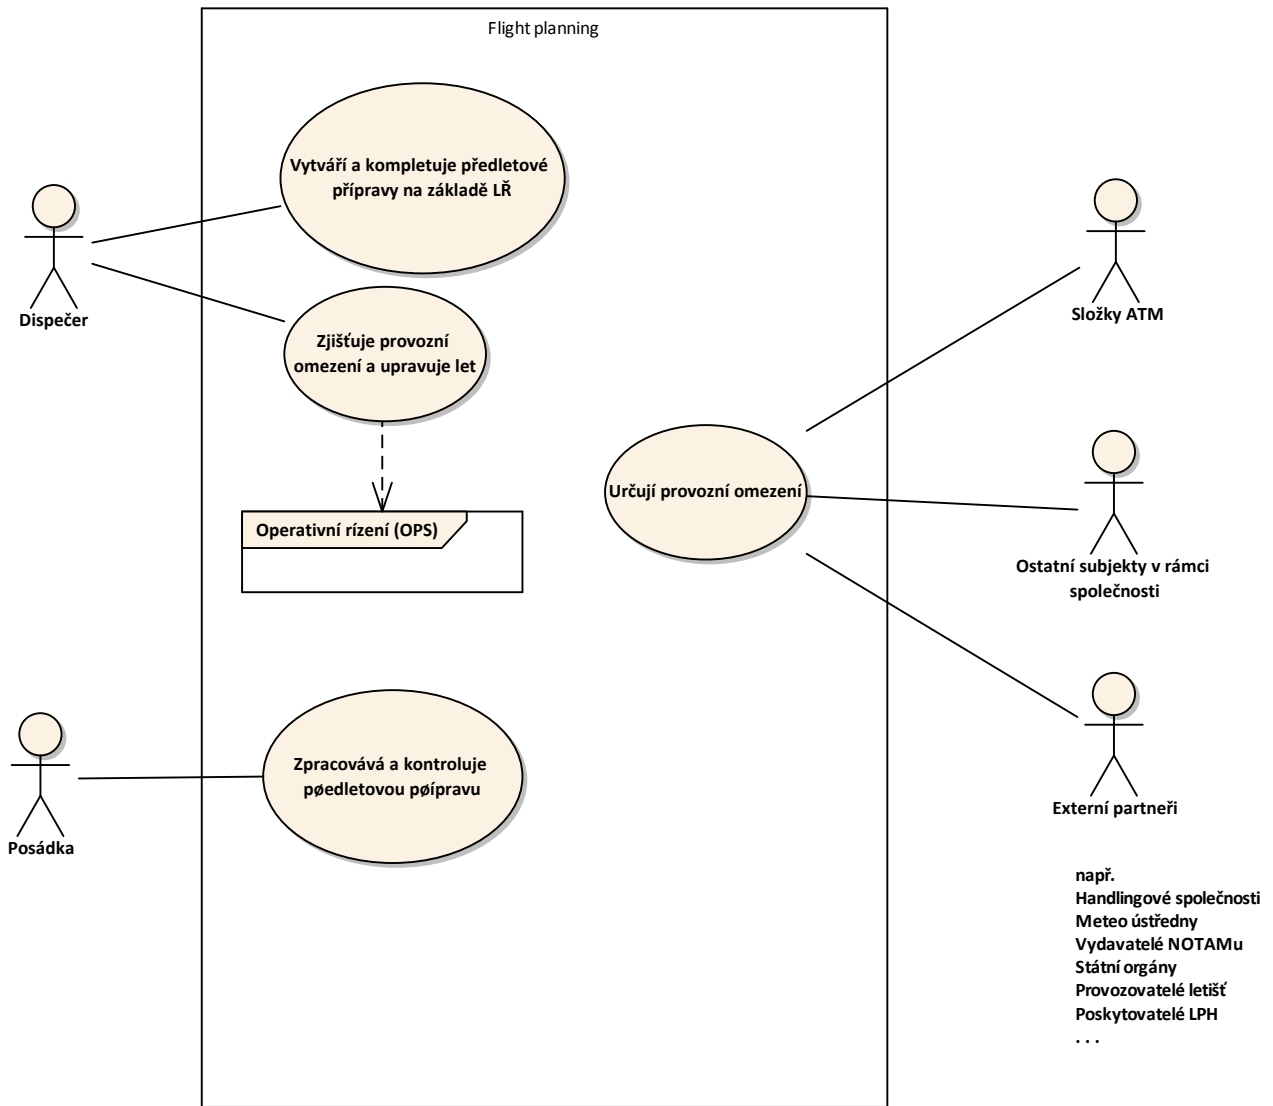 Flight planning
Vytváří a kompletuje předletové
přípravy na základě LŘ
Dispečer
Zjišťuje provozní
omezení a upravuje let
Operativní rízení (OPS)
Určují provozní omezení
Složky ATM
Ostatní subjekty v rámci
společnosti
Zpracovává a kontroluje
pøedletovou pøípravu
Posádka
Externí partneři
např.
Handlingové společnosti
Meteo ústředny
Vydavatelé NOTAMu
Státní orgány
Provozovatelé letišť
Poskytovatelé LPH
. . .